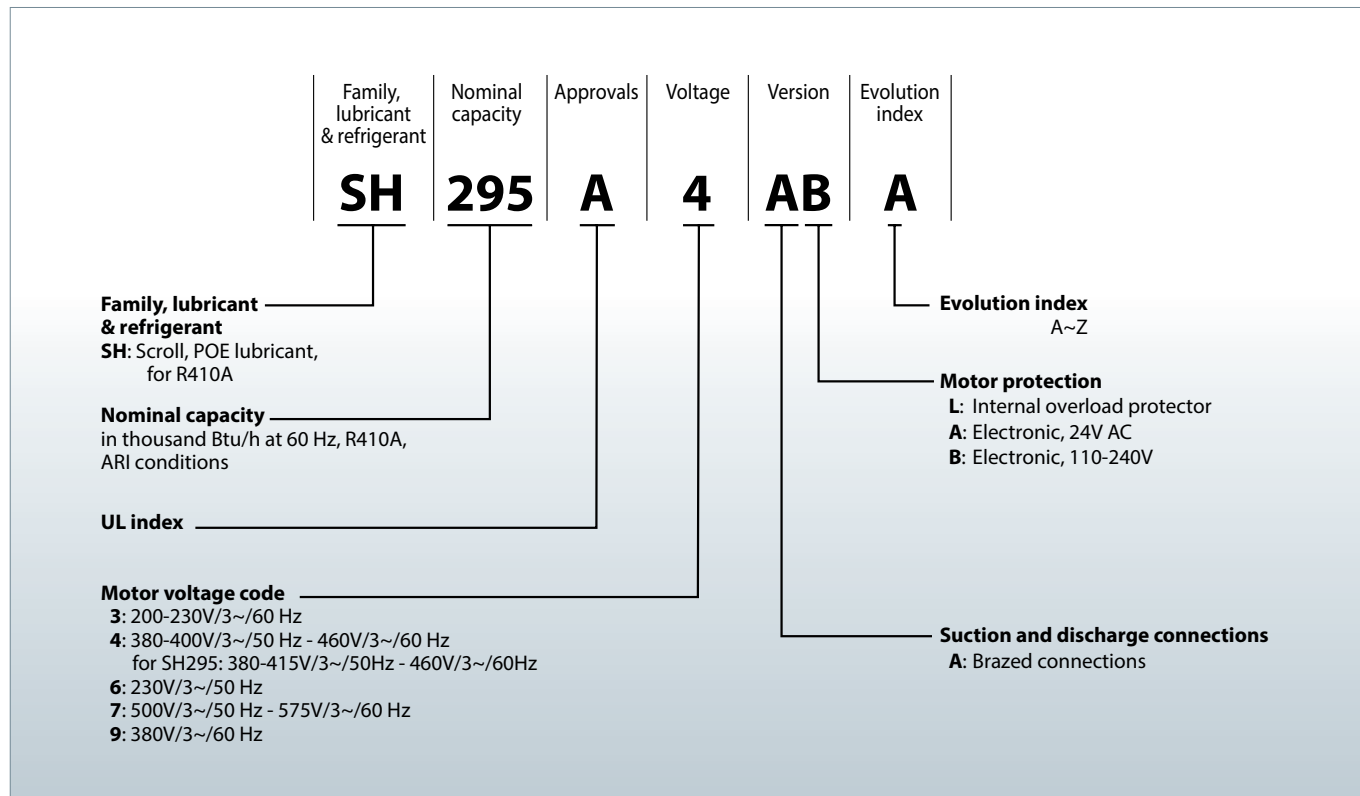 Family,
lubricant
& refrigerant
Nominal
capacity
Approvals
Voltage
Version
Evolution
index
SH 295 A 4 AB A
Family, lubricant
& refrigerant
SH: Scroll, POE lubricant,
for R410A
Nominal capacity
in thousand Btu/h at 60 Hz, R410A,
ARI conditions
UL index
Motor voltage code
3: 200-230V/3~/60 Hz
4: 380-400V/3~/50 Hz - 460V/3~/60 Hz
for SH295: 380-415V/3~/50Hz - 460V/3~/60Hz
6: 230V/3~/50 Hz
7: 500V/3~/50 Hz - 575V/3~/60 Hz
9: 380V/3~/60 Hz
Evolution index
A~Z
Motor protection
L: Internal overload protector
A: Electronic, 24V AC
B: Electronic, 110-240V
Suction and discharge connections
A: Brazed connections